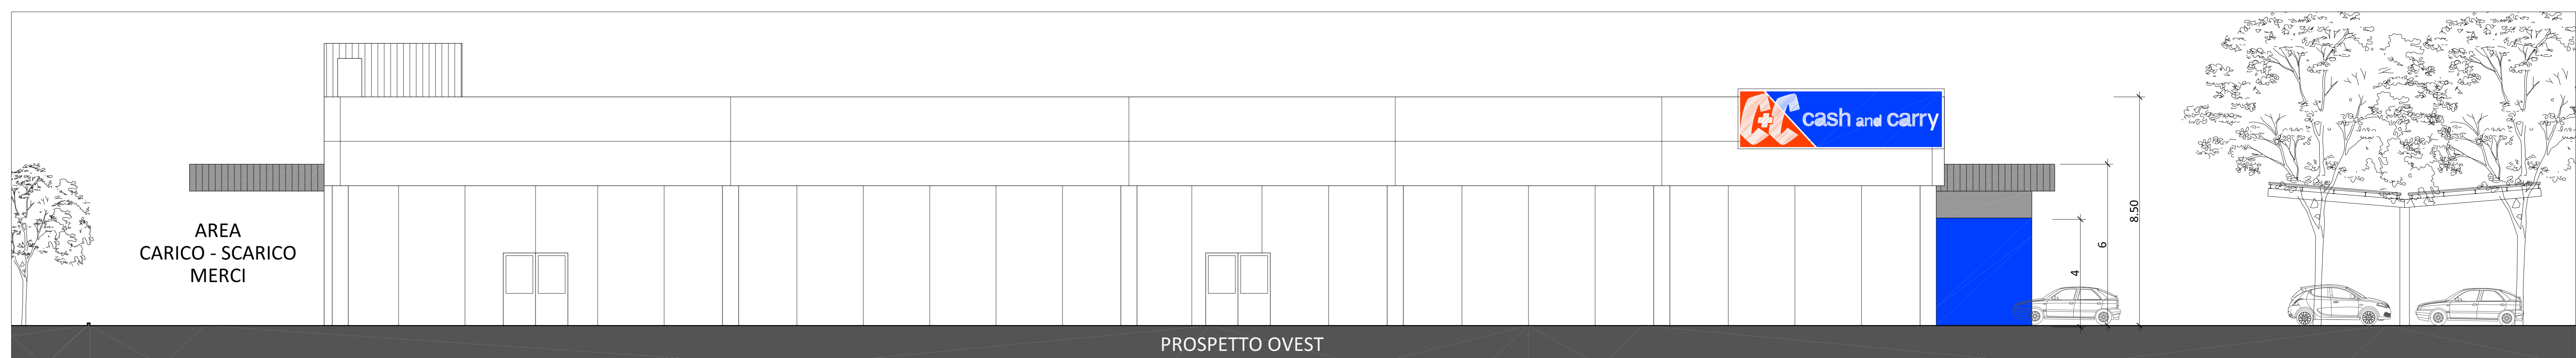 C+C cash and carry
8.50
6
4
AREA
CARICO - SCARICO
MERCI
PROSPETTO OVEST